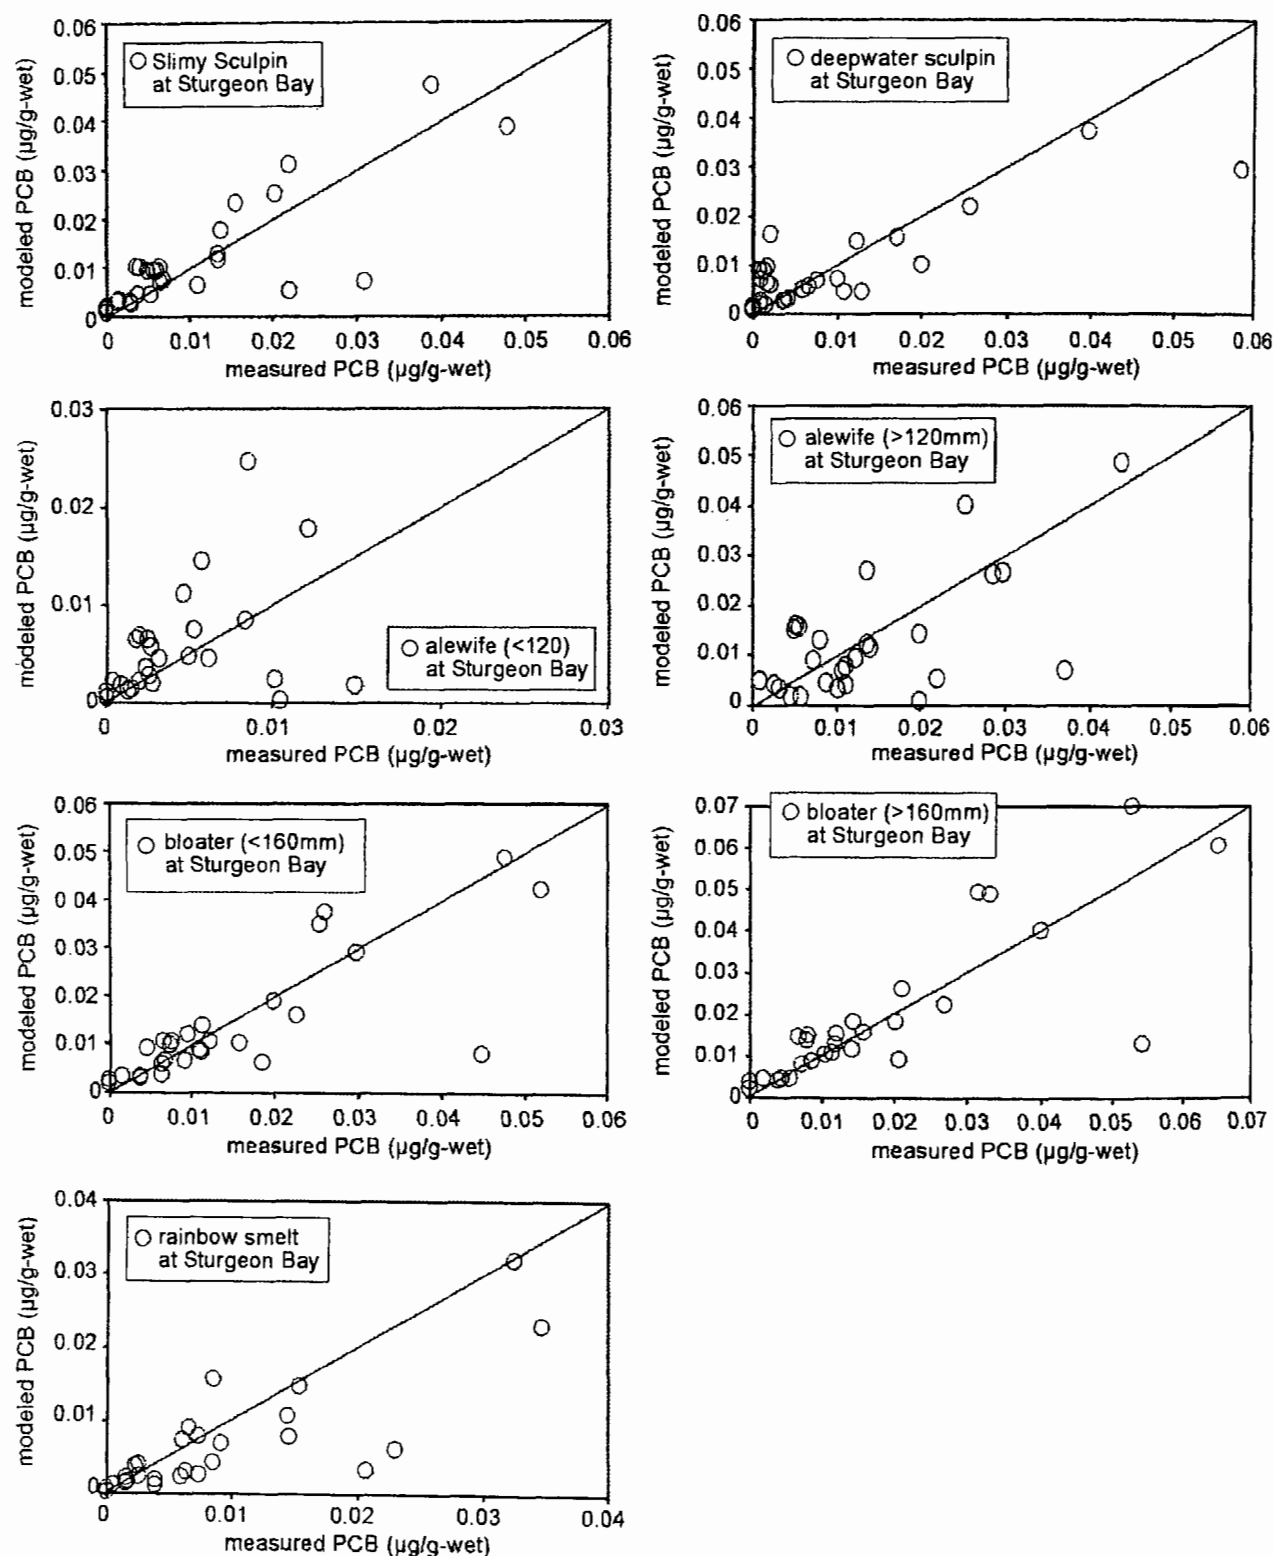 0.06
0.05
0.04
0.03
0.02
0.01
0
modeled PCB (µg/g-wet)
Slimy Sculpin
at Sturgeon Bay
0 0.01 0.02 0.03 0.04 0.05 0.06
measured PCB (µg/g-wet)
0.06
0.05
0.04
0.03
0.02
0.01
0
modeled PCB (µg/g-wet)
deepwater sculpin
at Sturgeon Bay
0 0.01 0.02 0.03 0.04 0.05 0.06
measured PCB (µg/g-wet)
0.03
0.02
0.01
0
modeled PCB (µg/g-wet)
alewife (<120)
at Sturgeon Bay
0 0.01 0.02 0.03
measured PCB (µg/g-wet)
0.06
0.05
0.04
0.03
0.02
0.01
0
modeled PCB (µg/g-wet)
alewife (>120mm)
at Sturgeon Bay
0 0.01 0.02 0.03 0.04 0.05 0.06
measured PCB (µg/g-wet)
0.06
0.05
0.04
0.03
0.02
0.01
0
modeled PCB (µg/g-wet)
bloater (<160mm)
at Sturgeon Bay
0 0.01 0.02 0.03 0.04 0.05 0.06
measured PCB (µg/g-wet)
0.07
0.06
0.05
0.04
0.03
0.02
0.01
0
modeled PCB (µg/g-wet)
bloater (>160mm)
at Sturgeon Bay
0 0.01 0.02 0.03 0.04 0.05 0.06 0.07
measured PCB (µg/g-wet)
0.04
0.03
0.02
0.01
0
modeled PCB (µg/g-wet)
rainbow smelt
at Sturgeon Bay
0 0.01 0.02 0.03 0.04
measured PCB (µg/g-wet)